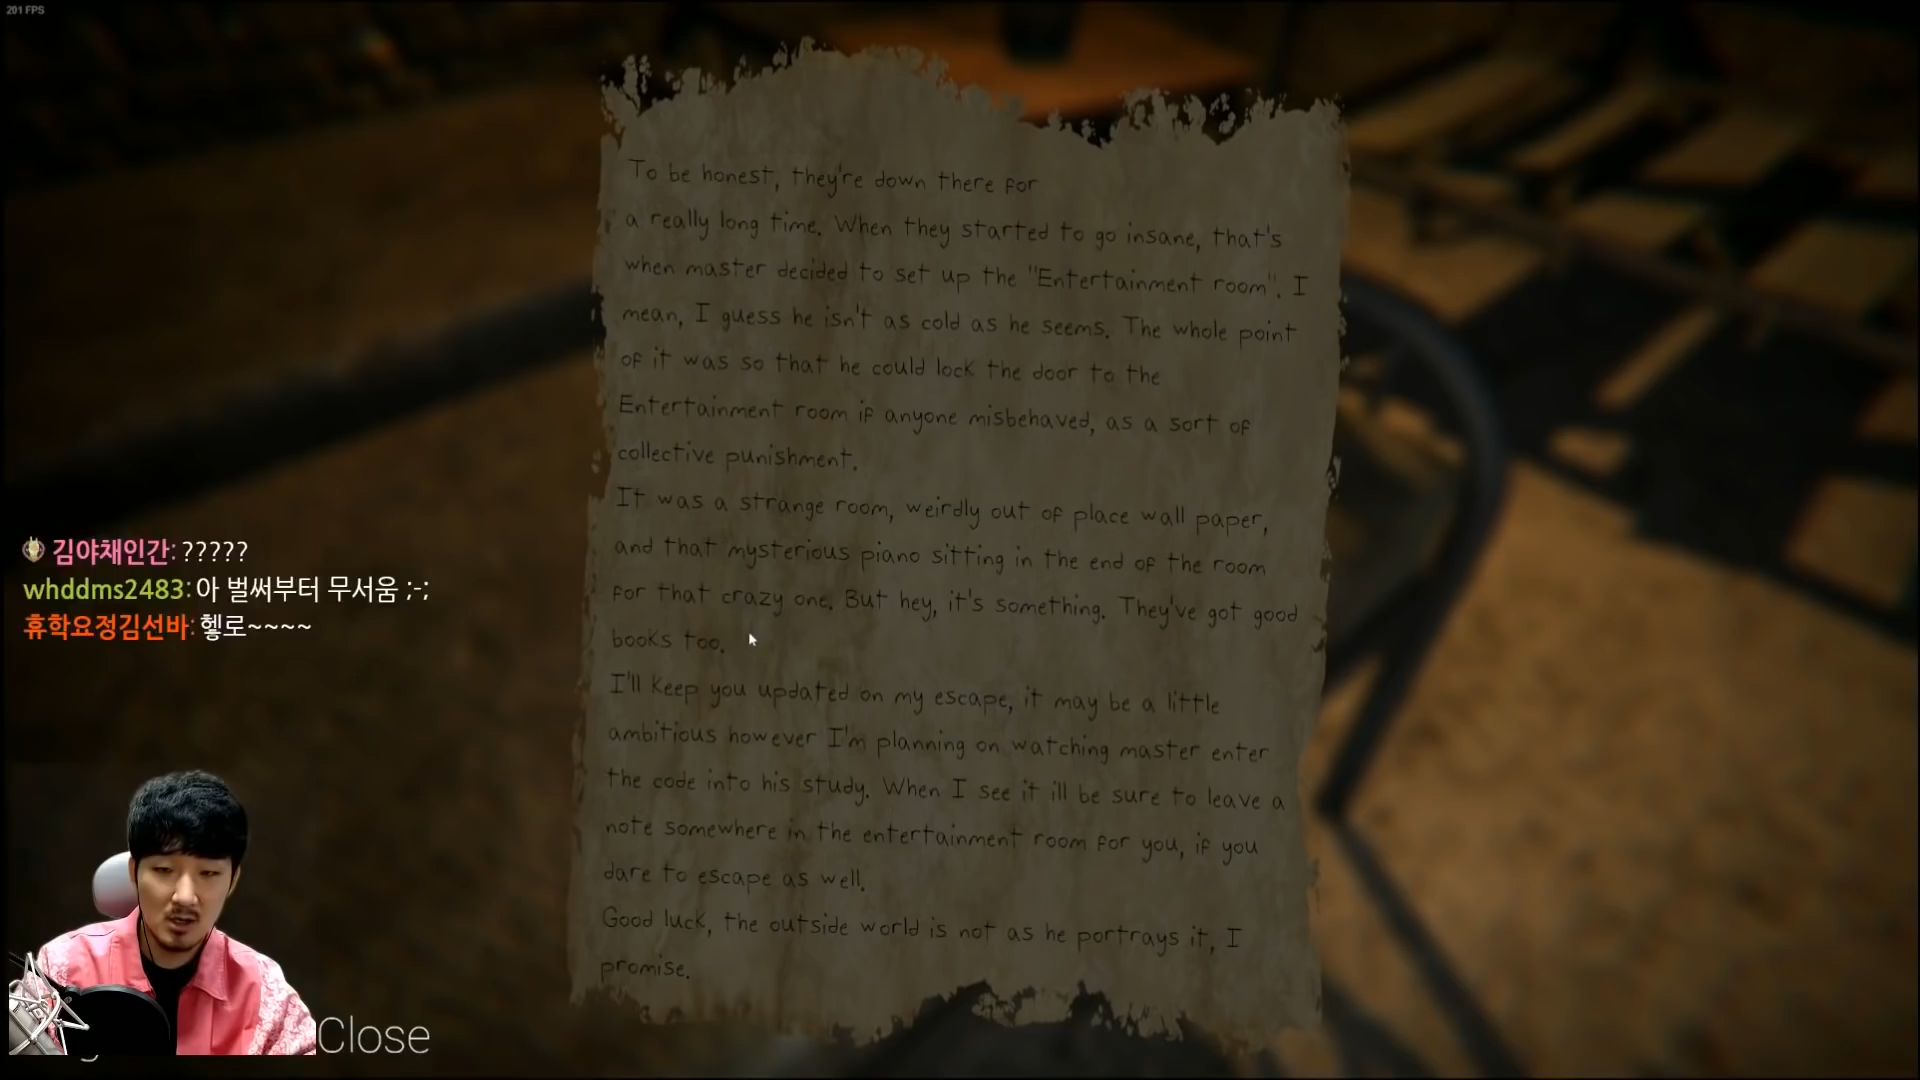 201 FPS
To be honest, they're down there for
a really long time. When they started to go insane, that's
when master decided to set up the "Entertainment room". I
mean, I guess he isn't as cold as he seems. The whole point
of it was so that he could lock the door to the
Entertainment room if anyone misbehaved, as a sort of
collective punishment.
It was a strange room, weirdly out of place wall paper,
and that mysterious piano sitting in the end of the room
for that crazy one. But hey, it's something. They've got good
books too.
I'll keep you updated on my escape, it may be a little
ambitious however I'm planning on watching master enter
the code into his study. When I see it ill be sure to leave a
note somewhere in the entertainment room for you, if you
dare to escape as well.
Good luck, the outside world is not as he portrays it, I
promise.
김야채인간: ?????
whddms2483: 아 벌써부터 무서움 ;-;
휴학요정김선바:헿로~~~~
Close